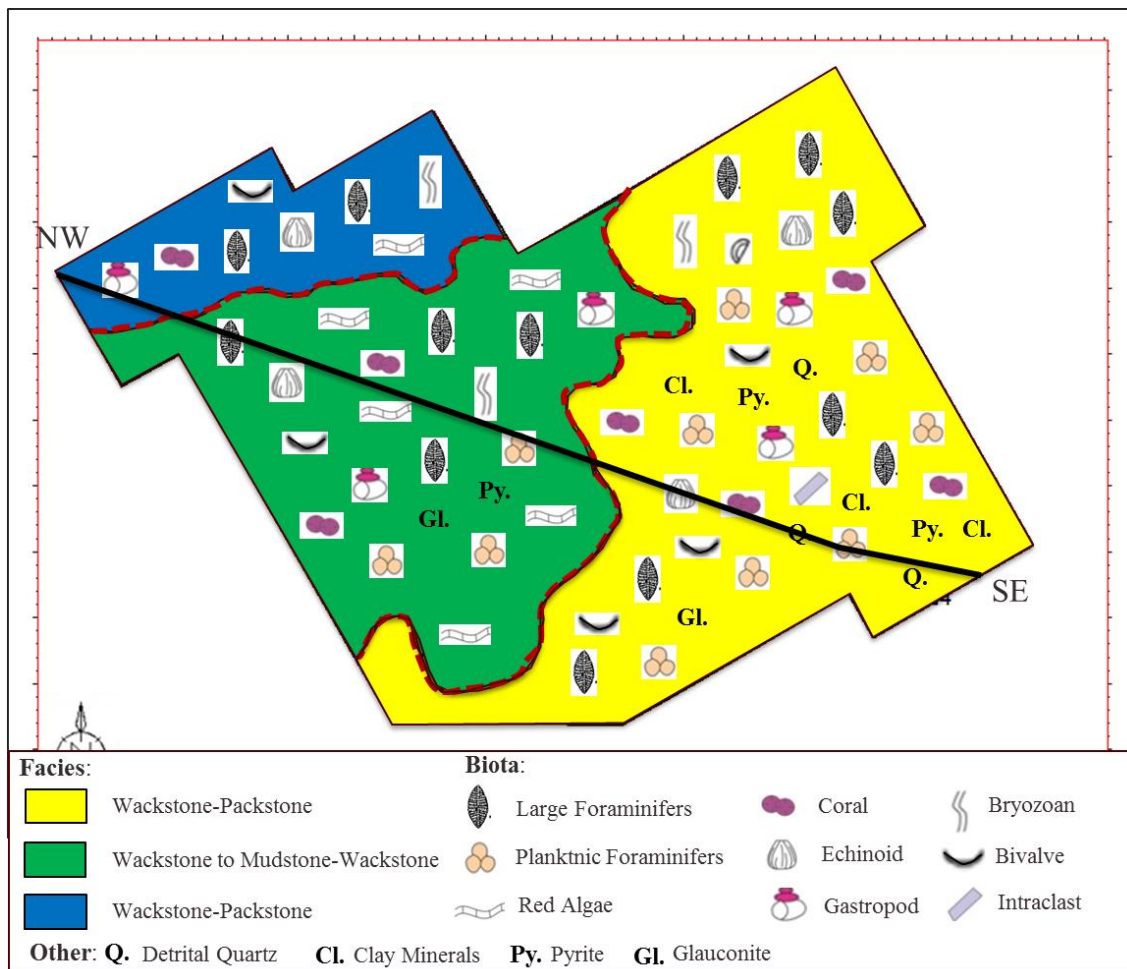 NW
Cl.
Q.
Py.
Py.
Gl.
Cl.
Q
Py. Cl.
Q.
SE
Gl.
N
Facies:
Biota:
Wackstone-Packstone
Large Foraminifers
Coral
Bryozoan
Wackstone to Mudstone-Wackstone
Planktnic Foraminifers
Echinoid
Bivalve
Wackstone-Packstone
Red Algae
Gastropod
Intraclast
Other: Q. Detrital Quartz Cl. Clay Minerals Py. Pyrite Gl. Glauconite